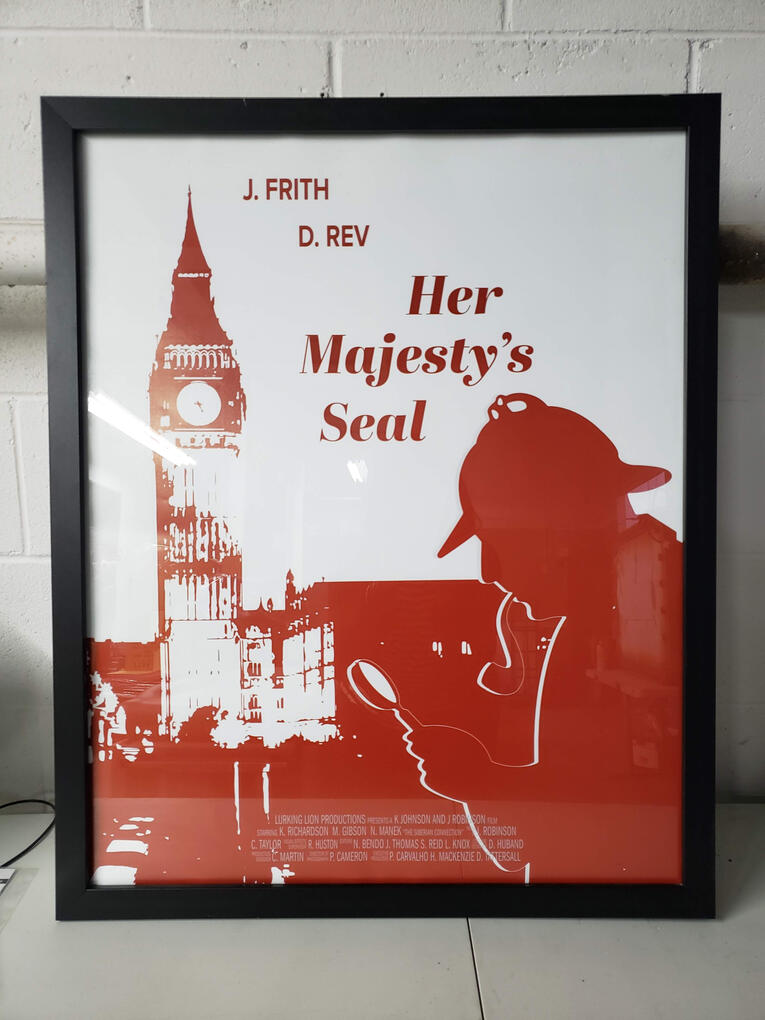 J. FRITH
D. REV
Her
Majesty's
Seal
LURKING LION PRODUCTIONS PRESENTS A K JOHNSON AND J ROBINSON FILM
STARRING K. RICHARDSON M. GIBSON N. MANEK "THE SIBERIAN CONNECTION" J. ROBINSON
C. TAYLOR R. HUSTON N. BENDO J. THOMAS S. REID L. KNOX D. HUBAND
C. MARTIN P. CAMERON P. CARVALHO H. MACKENZIE D.